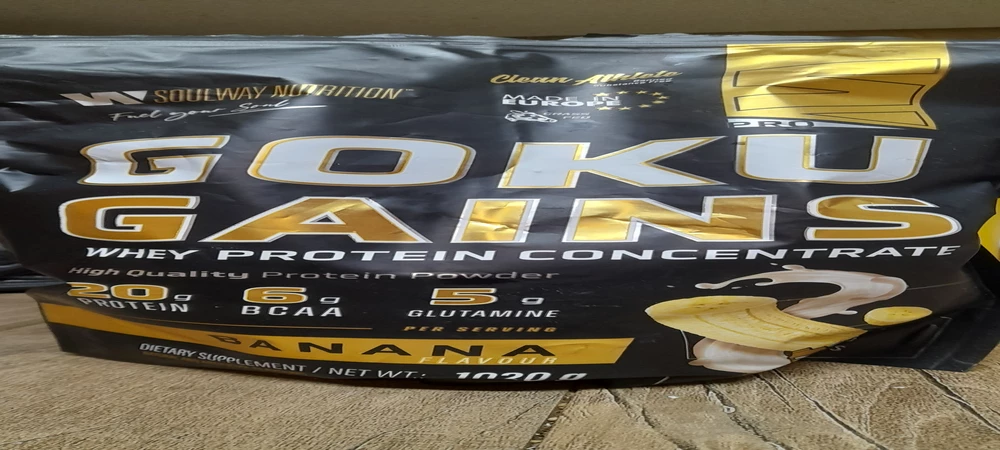 SOULWAY NUTRITION
Fuel your Soul
Clean Athlete
MADE IN
EUROPE
PRO
GOKU
GAINS
WHEY PROTEIN CONCENTRATE
High Quality Protein Powder
20g PROTEIN
6g BCAA
5g GLUTAMINE
PER SERVING
BANANA
FLAVOUR
DIETARY SUPPLEMENT / NET WT.: 1020 g